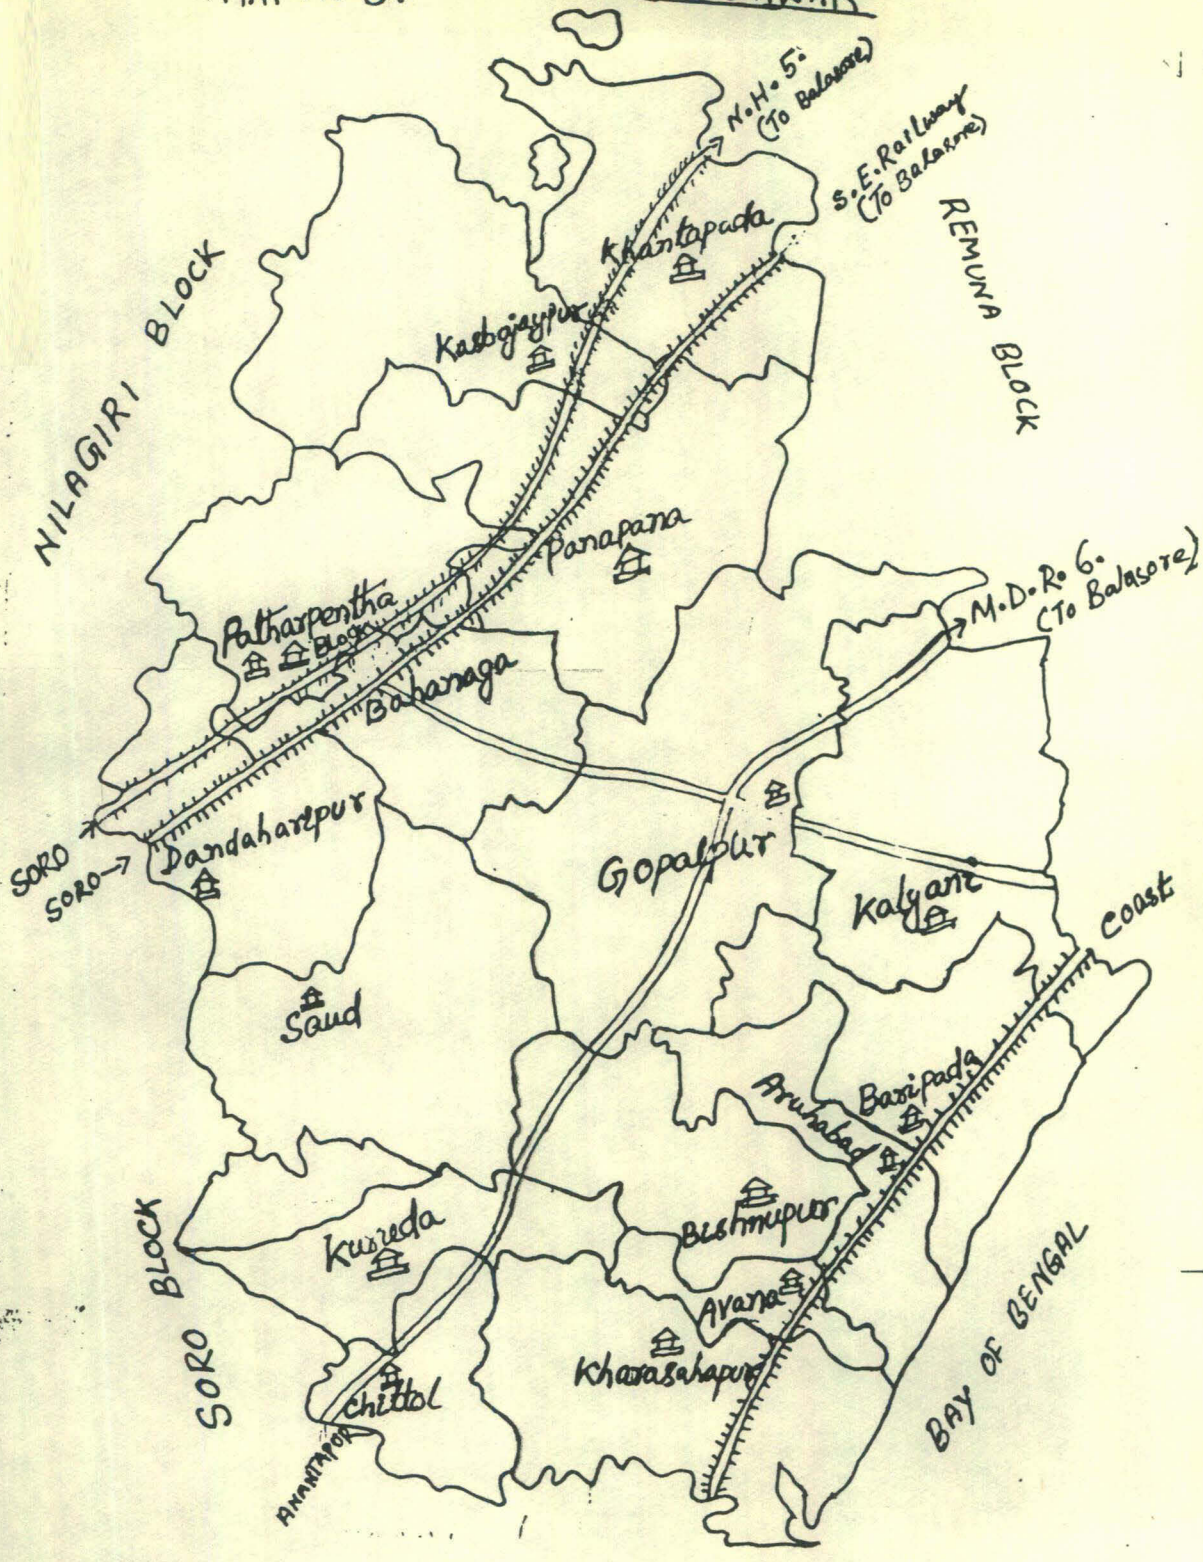 N.H.5.
(To Balasore)
S.E.Railway
(To Balasore)
REMUNA BLOCK
Khantapada
Kasbajaypur
NILAGIRI BLOCK
Panapana
M.D.R.6.
(To Balasore)
Patharpentha
Block
Bahanaga
SORO
SORO
Dandaharipur
Gopalpur
Kalyani
COAST
Saud
Baripada
Aruhabad
Bishnupur
Kuruda
SORO BLOCK
Avana
Kharasahapur
BAY OF BENGAL
Chittol
ANANTAPUR